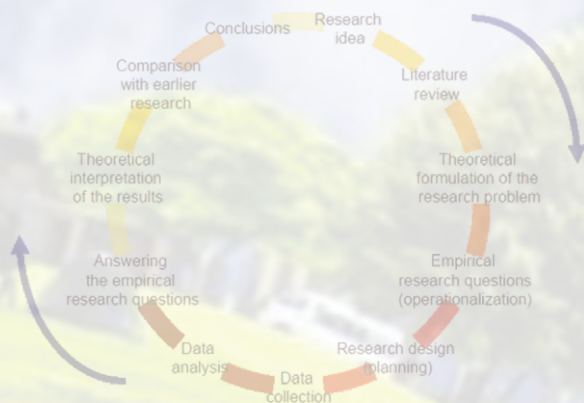 Research
idea
Literature
review
Theoretical
formulation of the
research problem
Empirical
research questions
(operationalization)
Research design
(planning)
Data
collection
Data
analysis
Answering
the empirical
research questions
Theoretical
interpretation
of the results
Comparison
with earlier
research
Conclusions